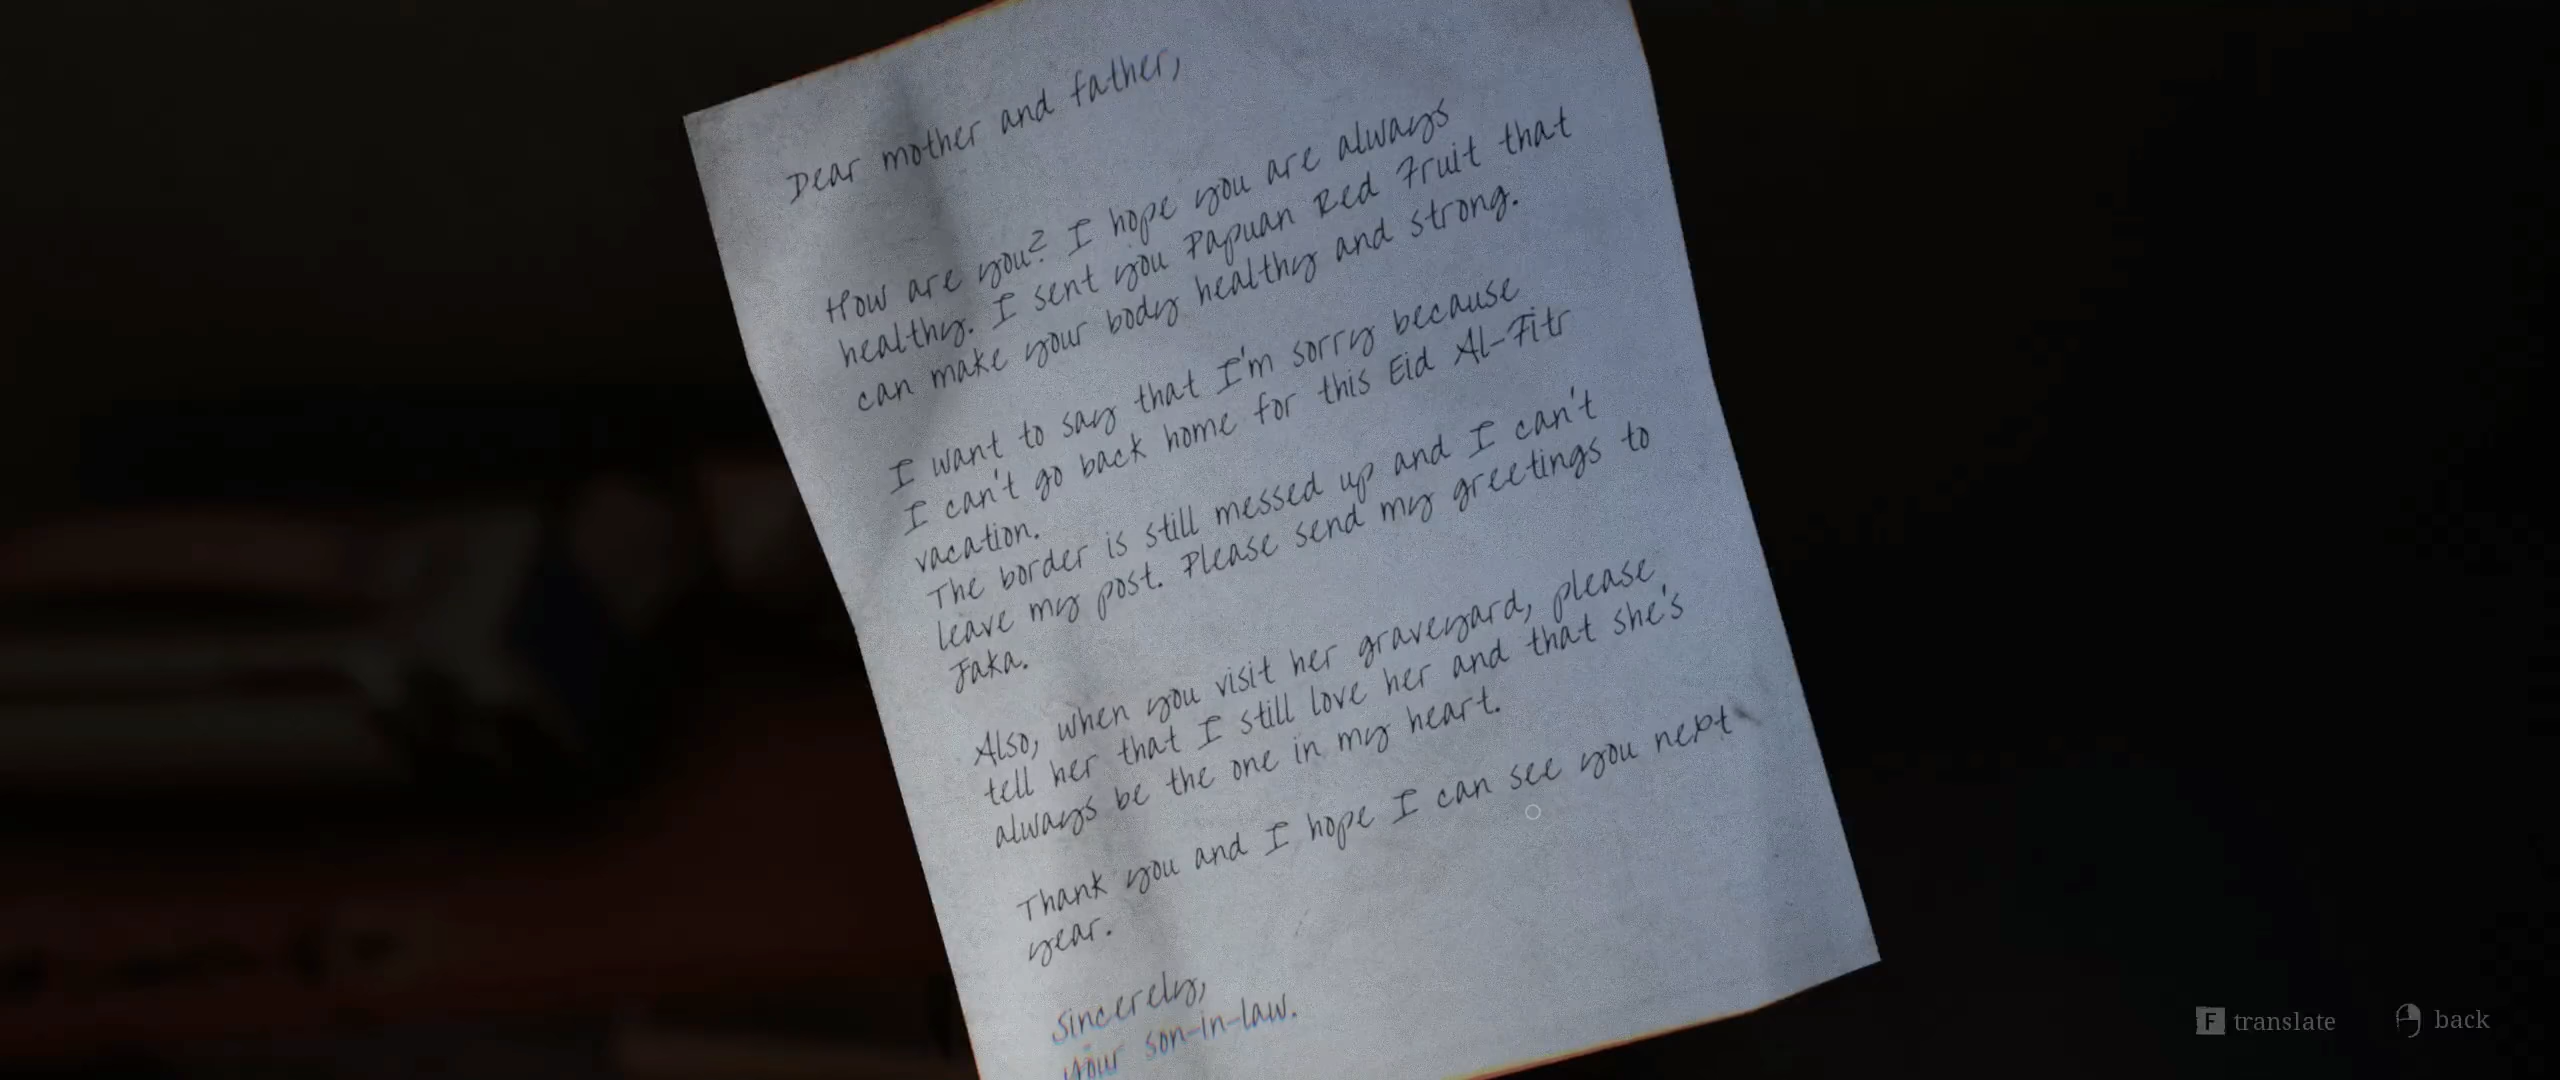 Dear mother and father,
How are you? I hope you are always
healthy. I sent you Papuan Red Fruit that
can make your body healthy and strong.
I want to say that I'm sorry because
I can't go back home for this Eid Al-Fitr
vacation.
The border is still messed up and I can't
leave my post. Please send my greetings to
Jaka.
Also, when you visit her graveyard, please
tell her that I still love her and that she's
always be the one in my heart.
Thank you and I hope I can see you next
year.
Sincerely,
your son-in-law.
F translate
back